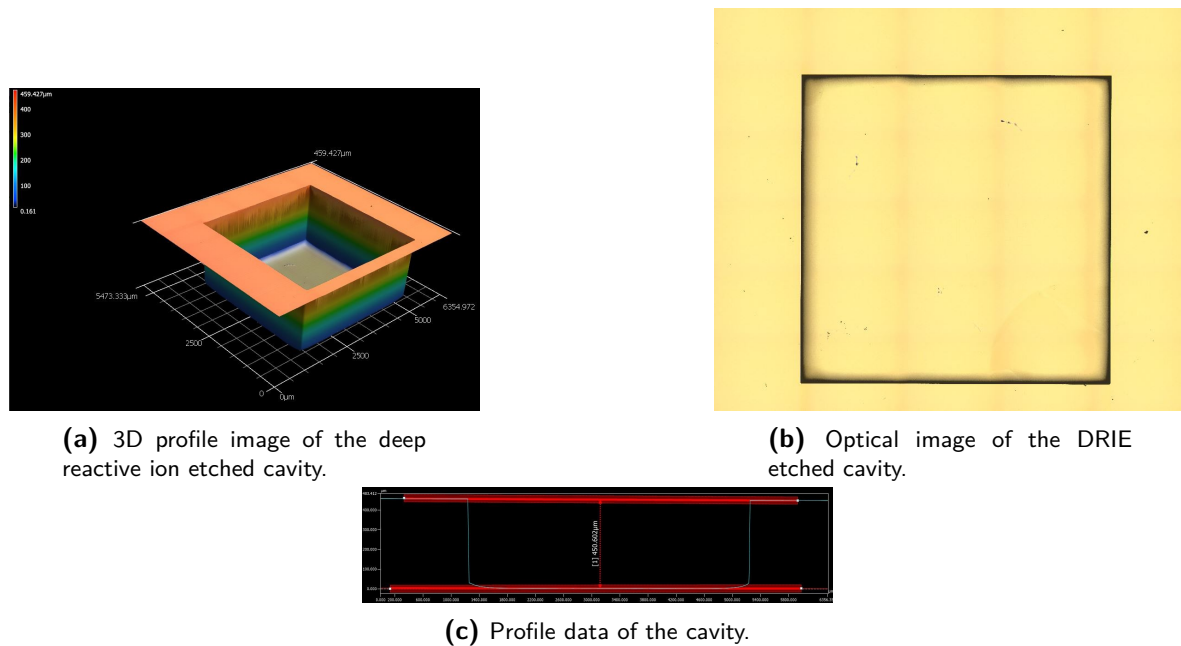 459.427μm
400
300
200
100
0.161
459.427μm
5473.333μm
6354.972
5000
2500
2500
0
0μm
(a) 3D profile image of the deep
reactive ion etched cavity.
(b) Optical image of the DRIE
etched cavity.
[1] 450.602μm
(c) Profile data of the cavity.